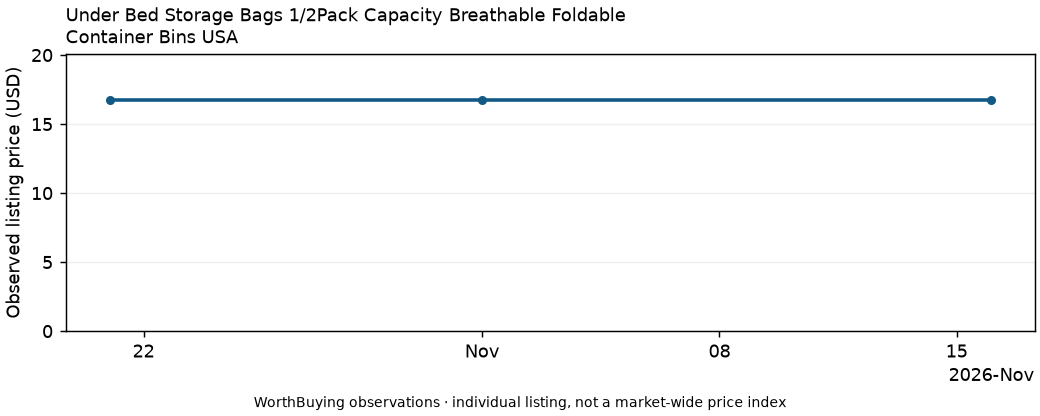 Under Bed Storage Bags 1/2Pack Capacity Breathable Foldable
Container Bins USA
Observed listing price (USD)
20
15
10
5
0
22
Nov
08
15
2026-Nov
WorthBuying observations · individual listing, not a market-wide price index